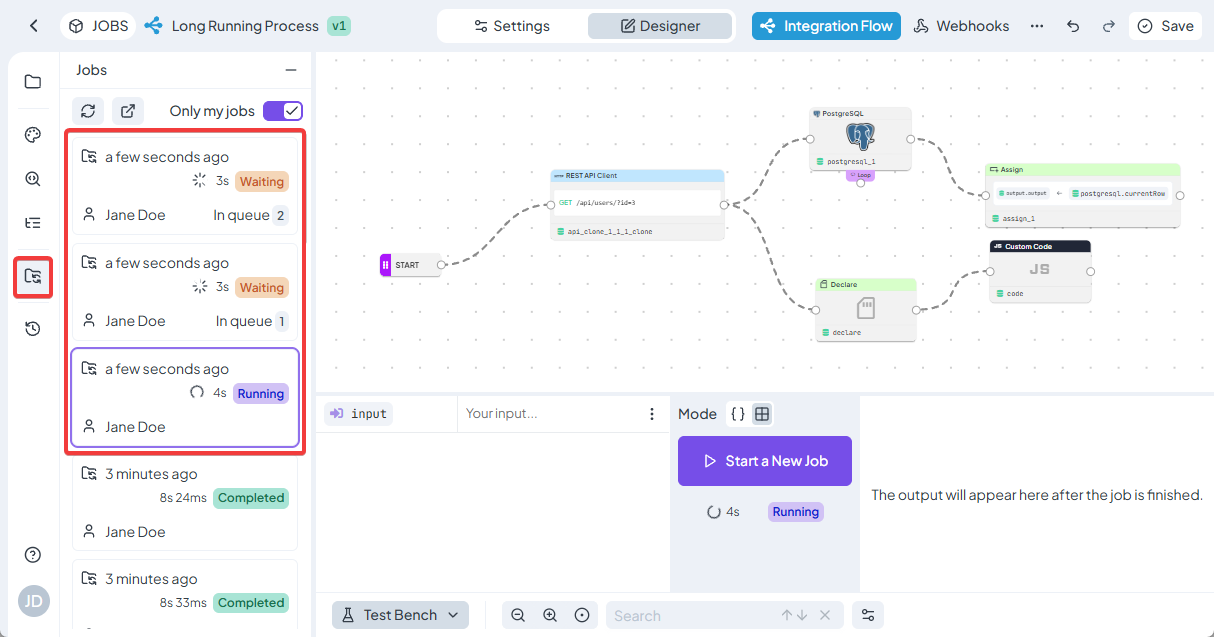 JOBS
Long Running Process v1
Settings
Designer
Integration Flow
Webhooks
Save
Jobs
Only my jobs
a few seconds ago
3s Waiting
Jane Doe In queue 2
a few seconds ago
3s Waiting
Jane Doe In queue 1
a few seconds ago
4s Running
Jane Doe
3 minutes ago
8s 24ms Completed
Jane Doe
3 minutes ago
8s 33ms Completed
JD
START
REST API Client
GET /api/users/?id=3
api_clone_1_1_1_clone
PostgreSQL
postgresql_1
Loop
Assign
output.output postgresql.currentRow
assign_1
Declare
declare
JS Custom Code
JS
code
input
Your input...
Mode
Start a New Job
4s Running
The output will appear here after the job is finished.
Test Bench
Search